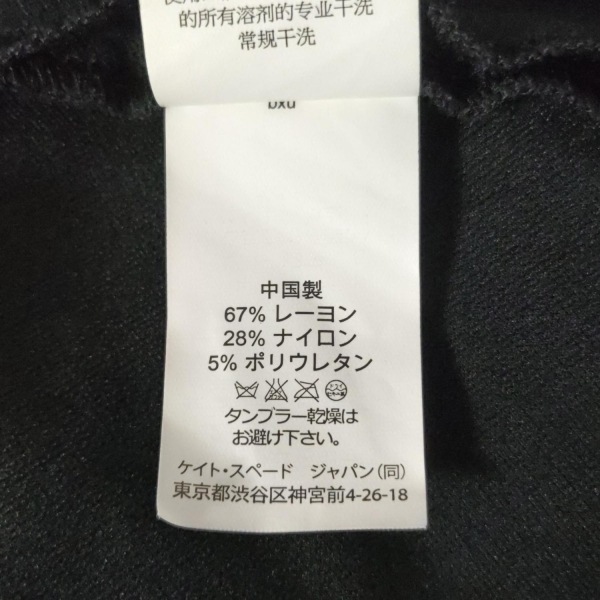 的所有溶剂的专业干洗
常规干洗
bxu
中国製
67% レーヨン
28% ナイロン
5% ポリウレタン
タンブラー乾燥は
お避け下さい。
ケイト・スペード ジャパン(同)
東京都渋谷区神宮前4-26-18